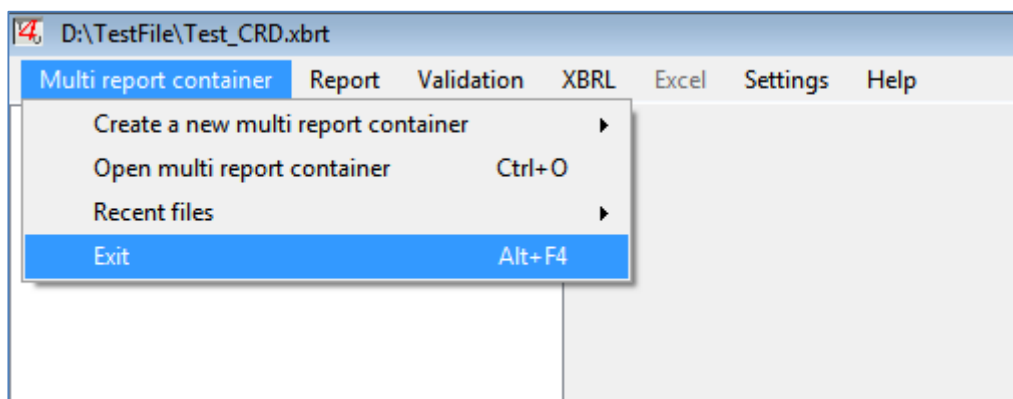 D:\TestFile\Test_CRD.xbrt
Multi report container Report Validation XBRL Excel Settings Help
Create a new multi report container
Open multi report container Ctrl+O
Recent files
Exit Alt+F4